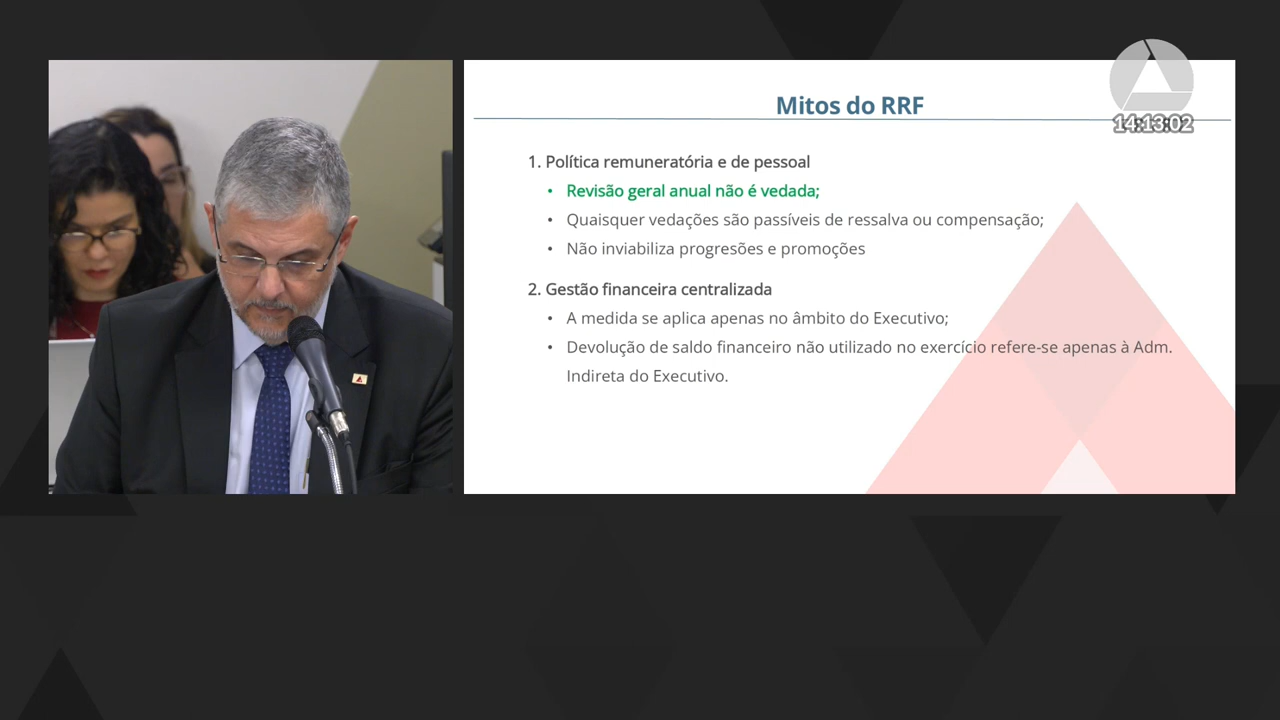 Mitos do RRF
14:13:02
1. Política remuneratória e de pessoal
• Revisão geral anual não é vedada;
• Quaisquer vedações são passíveis de ressalva ou compensação;
• Não inviabiliza progresões e promoções
2. Gestão financeira centralizada
• A medida se aplica apenas no âmbito do Executivo;
• Devolução de saldo financeiro não utilizado no exercício refere-se apenas à Adm.
Indireta do Executivo.